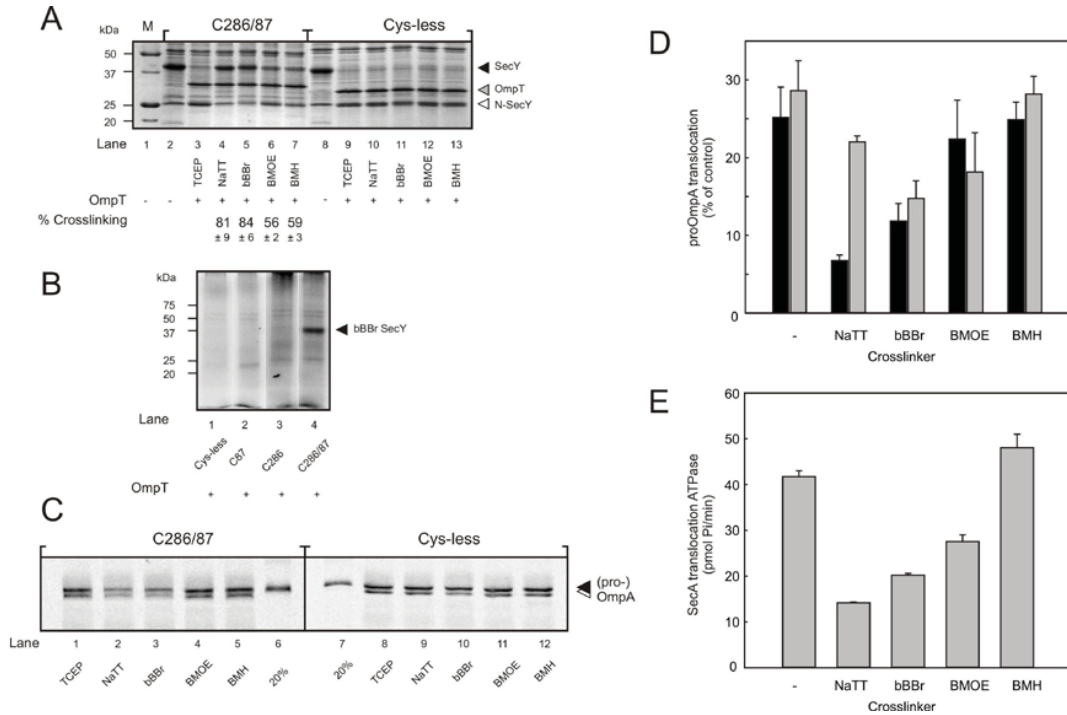 A
C286/87
Cys-less
kDa
M
50
37
25
20
SecY
OmpT
N-SecY
Lane
1
2
3
4
5
6
7
8
9
10
11
12
13
TCEP
NaTT
bBBr
BMOE
BMH
TCEP
NaTT
bBBr
BMOE
BMH
OmpT
- - + + + + + - + + + + +
% Crosslinking
81 84 56 59
± 9 ± 6 ± 2 ± 3
B
kDa
75
50
37
25
20
bBBr SecY
Lane
1 2 3 4
Cys-less
C87
C286
C286/87
OmpT
+ + + +
C
C286/87
Cys-less
(pro-)
OmpA
Lane
1 2 3 4 5 6 7 8 9 10 11 12
TCEP
NaTT
bBBr
BMOE
BMH
20%
20%
TCEP
NaTT
bBBr
BMOE
BMH
D
proOmpA translocation
(% of control)
30
20
10
0
- NaTT bBBr BMOE BMH
Crosslinker
E
SecA translocation ATPase
(pmol Pi/min)
60
50
40
30
20
10
0
- NaTT bBBr BMOE BMH
Crosslinker